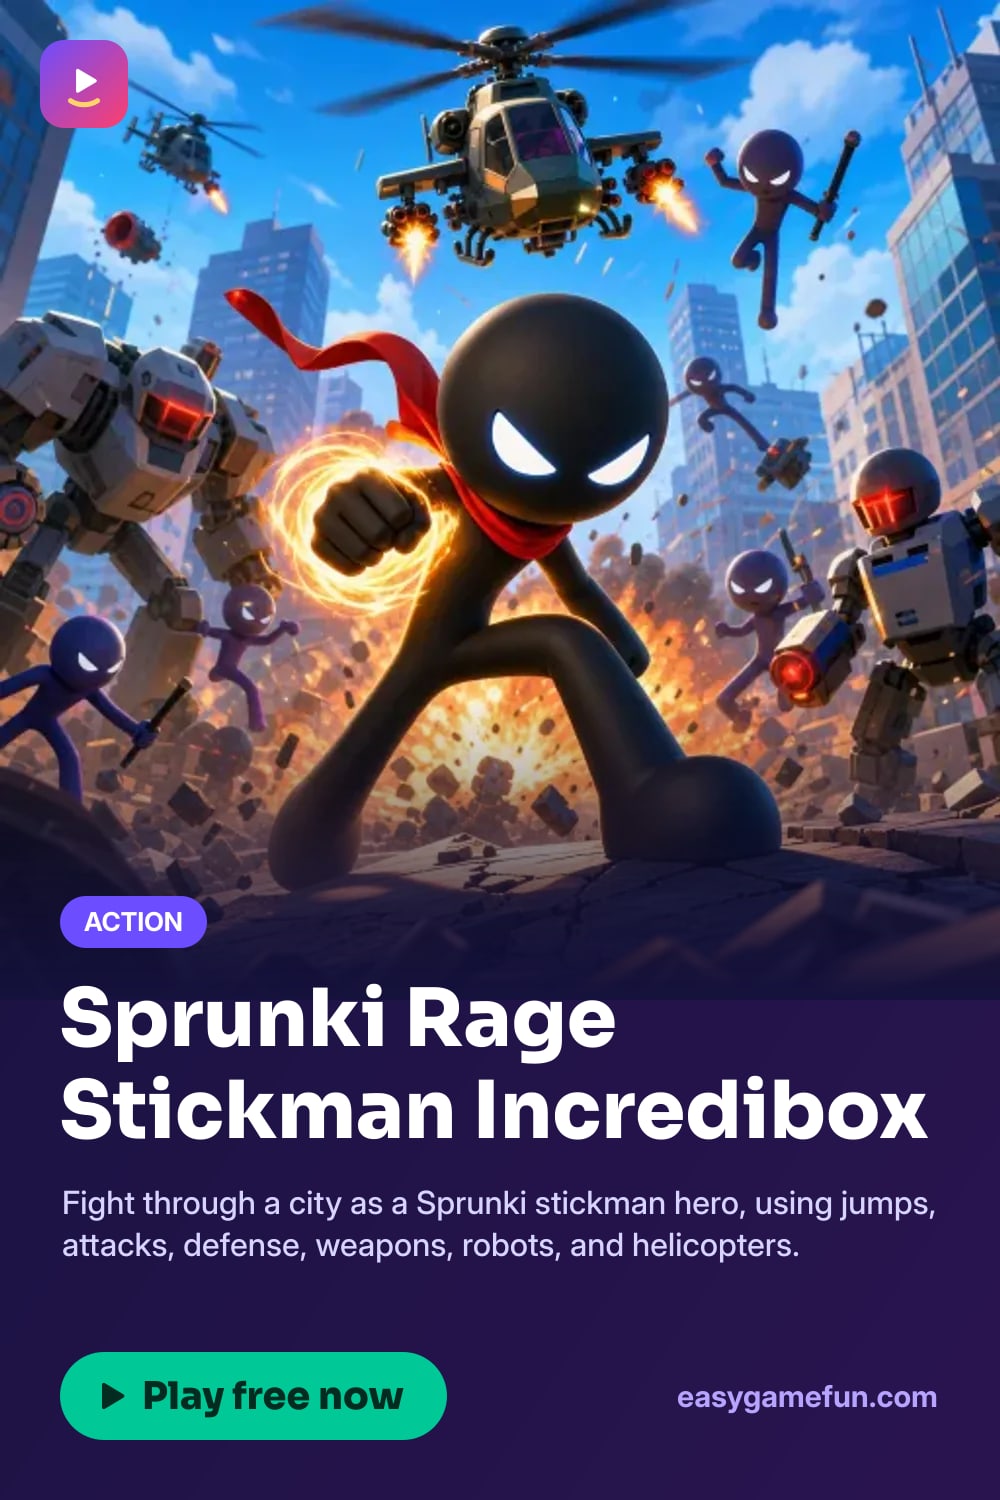 ACTION
Sprunki Rage
Stickman Incredibox
Fight through a city as a Sprunki stickman hero, using jumps,
attacks, defense, weapons, robots, and helicopters.
Play free now
easygamefun.com